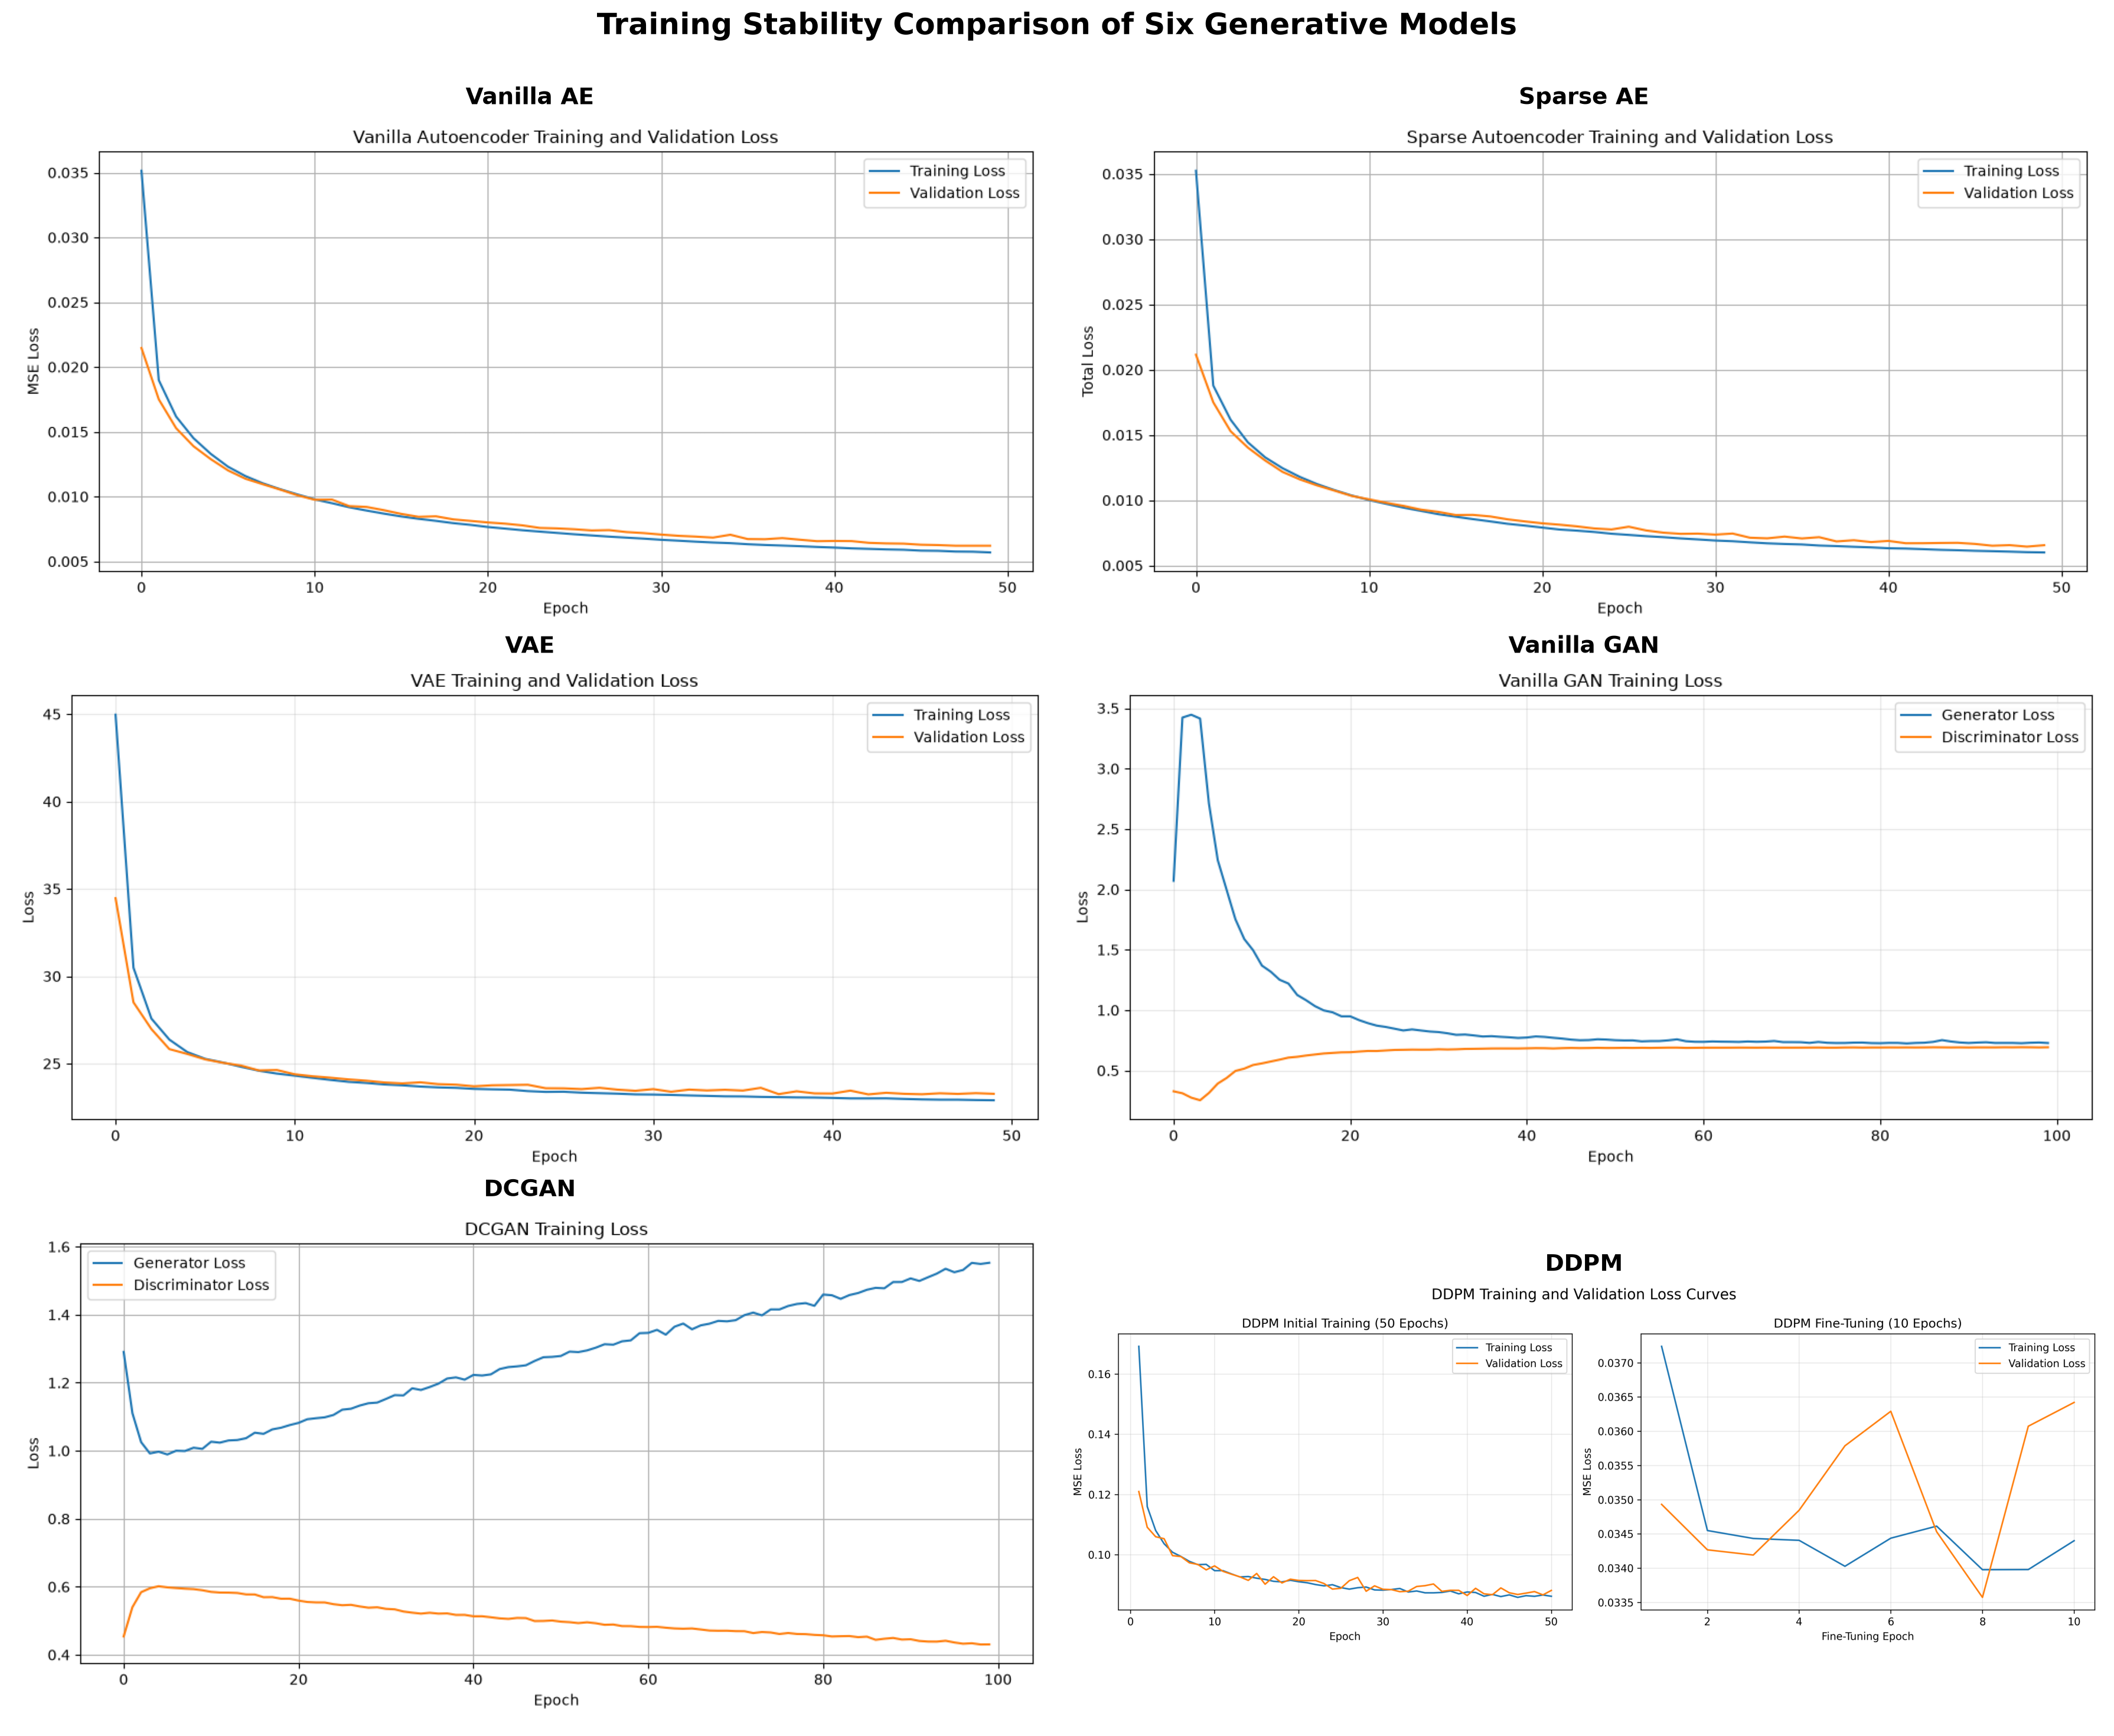 Training Stability Comparison of Six Generative Models
Vanilla AE
Vanilla Autoencoder Training and Validation Loss
Training Loss
Validation Loss
0.035
0.030
0.025
0.020
0.015
0.010
0.005
MSE Loss
0 10 20 30 40 50
Epoch
Sparse AE
Sparse Autoencoder Training and Validation Loss
Training Loss
Validation Loss
0.035
0.030
0.025
0.020
0.015
0.010
0.005
Total Loss
0 10 20 30 40 50
Epoch
VAE
VAE Training and Validation Loss
Training Loss
Validation Loss
45
40
35
30
25
Loss
0 10 20 30 40 50
Epoch
Vanilla GAN
Vanilla GAN Training Loss
Generator Loss
Discriminator Loss
3.5
3.0
2.5
2.0
1.5
1.0
0.5
Loss
0 20 40 60 80 100
Epoch
DCGAN
DCGAN Training Loss
Generator Loss
Discriminator Loss
1.6
1.4
1.2
1.0
0.8
0.6
0.4
Loss
0 20 40 60 80 100
Epoch
DDPM
DDPM Training and Validation Loss Curves
DDPM Initial Training (50 Epochs)
Training Loss
Validation Loss
0.16
0.14
0.12
0.10
MSE Loss
0 10 20 30 40 50
Epoch
DDPM Fine-Tuning (10 Epochs)
Training Loss
Validation Loss
0.0370
0.0365
0.0360
0.0355
0.0350
0.0345
0.0340
0.0335
MSE Loss
2 4 6 8 10
Fine-Tuning Epoch